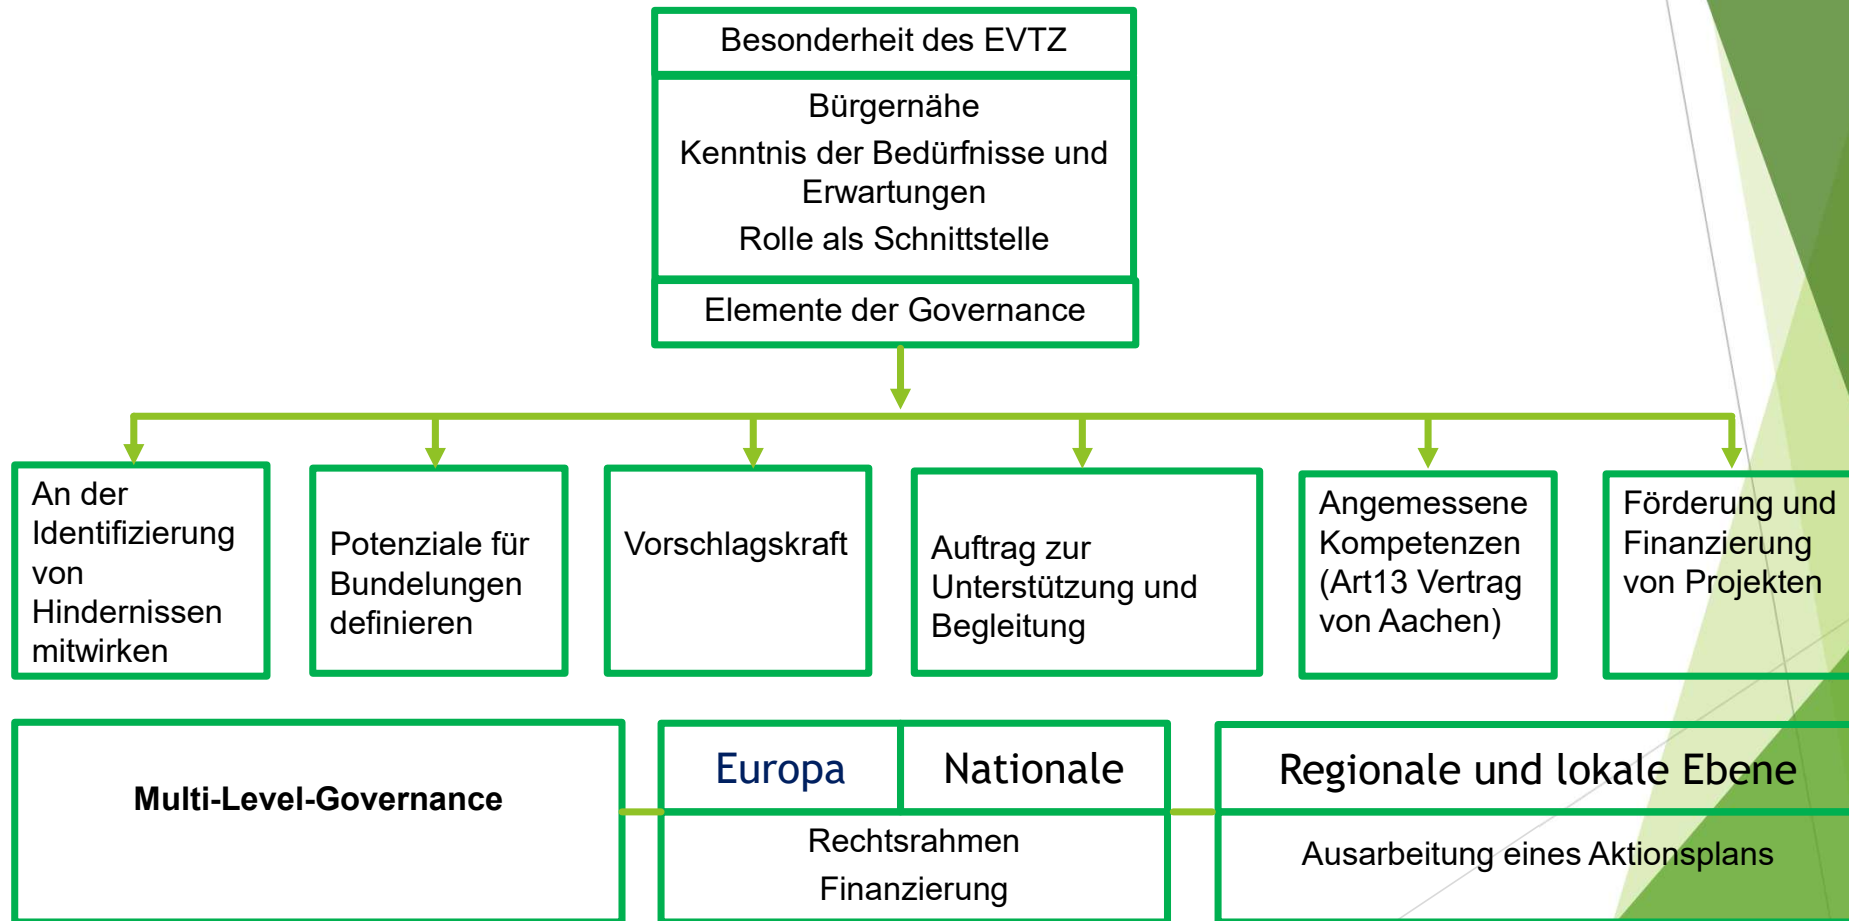 Besonderheit des EVTZ
Bürgernähe
Kenntnis der Bedürfnisse und
Erwartungen
Rolle als Schnittstelle
Elemente der Governance
An der
Identifizierung
von
Hindernissen
mitwirken
Potenziale für
Bundelungen
definieren
Vorschlagskraft
Auftrag zur
Unterstützung und
Begleitung
Angemessene
Kompetenzen
(Art13 Vertrag
von Aachen)
Förderung und
Finanzierung
von Projekten
Multi-Level-Governance
Europa
Nationale
Rechtsrahmen
Finanzierung
Regionale und lokale Ebene
Ausarbeitung eines Aktionsplans